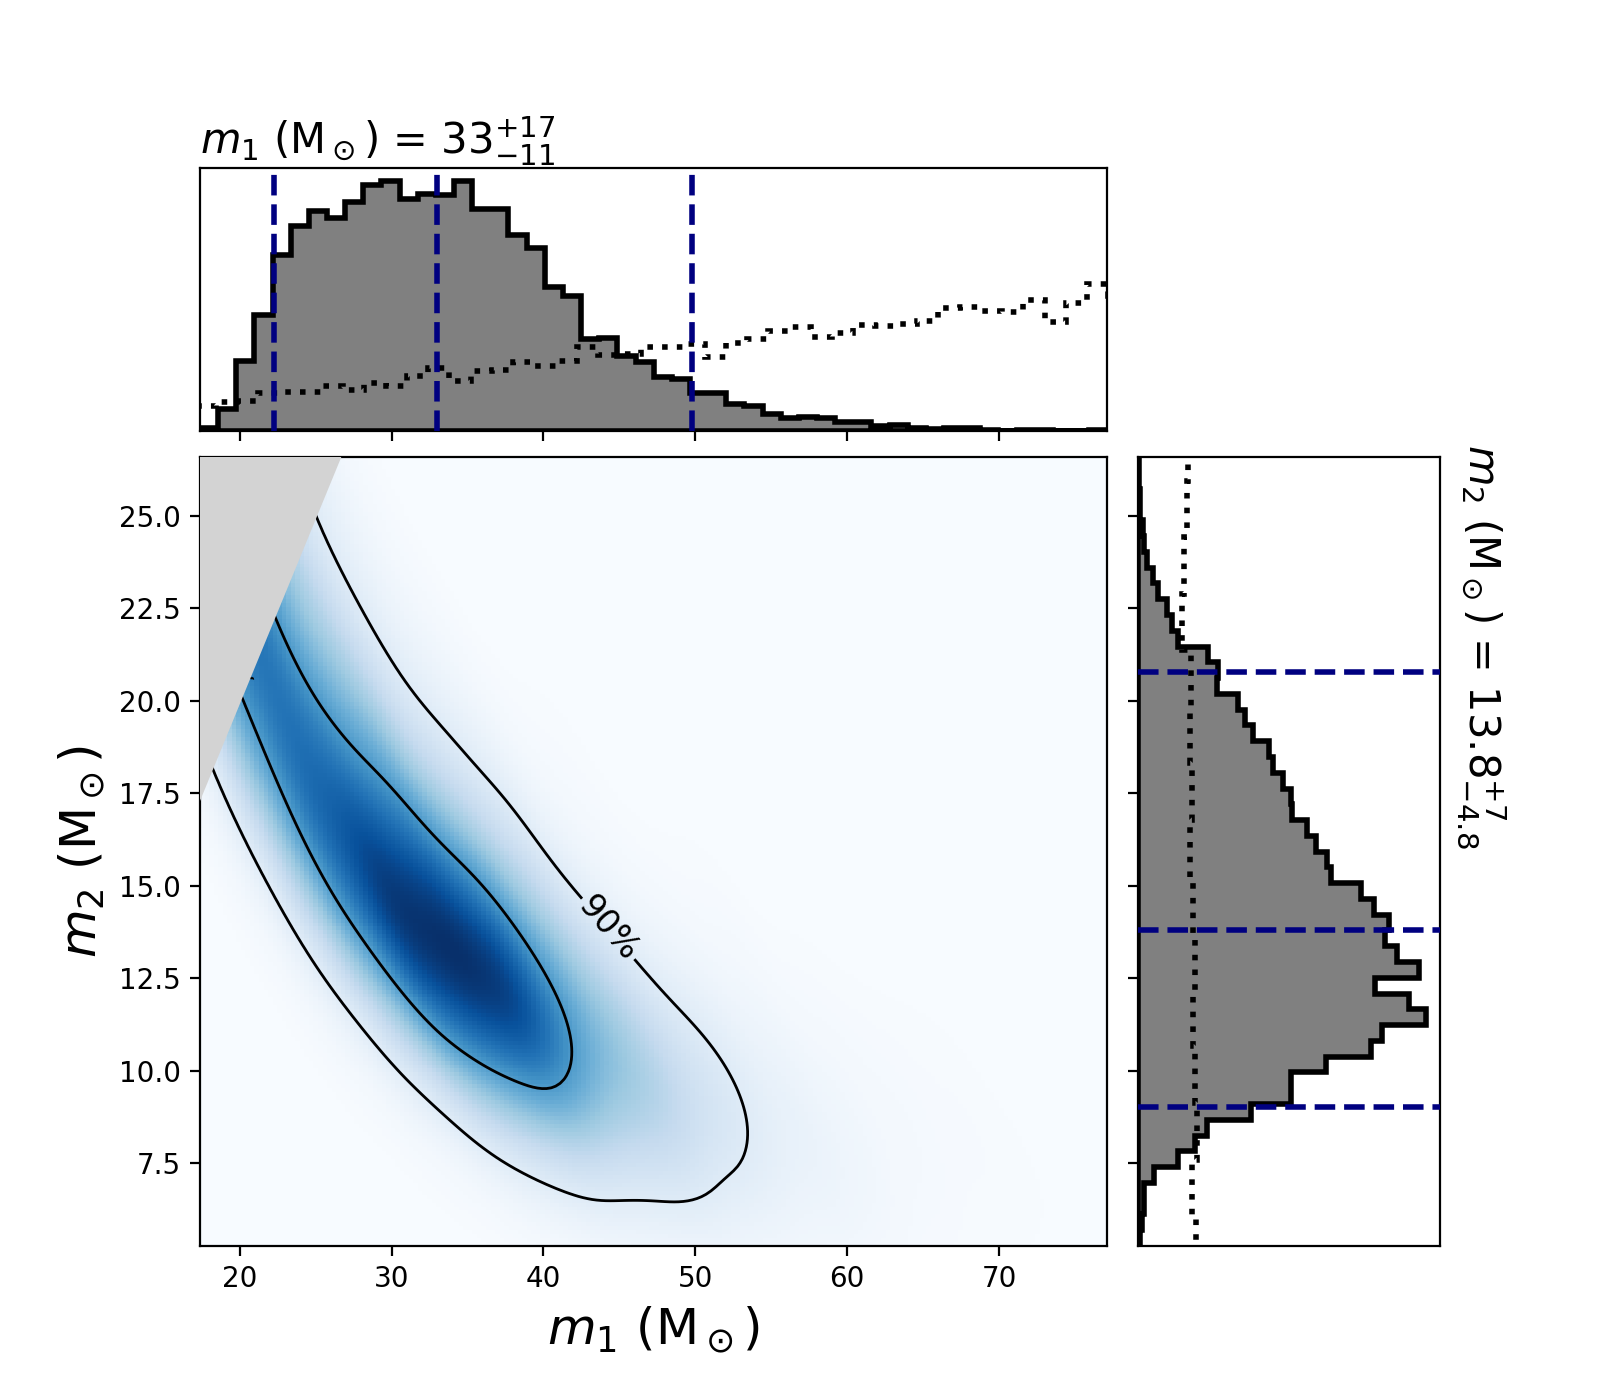 m₁ (M⊙) = 33⁺¹⁷₋₁₁
m₂ (M⊙) = 13.8⁺⁷₋₄.₈
25.0
22.5
20.0
17.5
15.0
12.5
10.0
7.5
m₂ (M⊙)
90%
20 30 40 50 60 70
m₁ (M⊙)